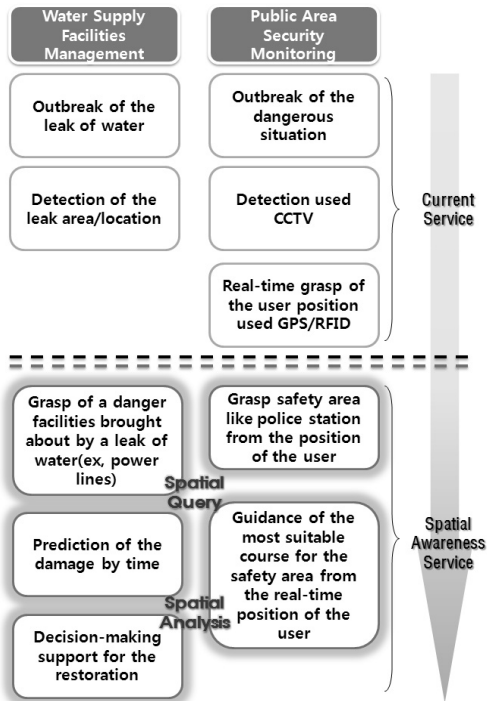 Water Supply
Facilities
Management
Public Area
Security
Monitoring
Outbreak of the
leak of water
Outbreak of the
dangerous
situation
Detection of the
leak area/location
Detection used
CCTV
Real-time grasp of
the user position
used GPS/RFID
Current
Service
Grasp of a danger
facilities brought
about by a leak of
water(ex, power
lines)
Grasp safety area
like police station
from the position
of the user
Spatial
Query
Prediction of the
damage by time
Guidance of the
most suitable
course for the
safety area from
the real-time
position of the
user
Spatial
Analysis
Decision-making
support for the
restoration
Spatial
Awareness
Service